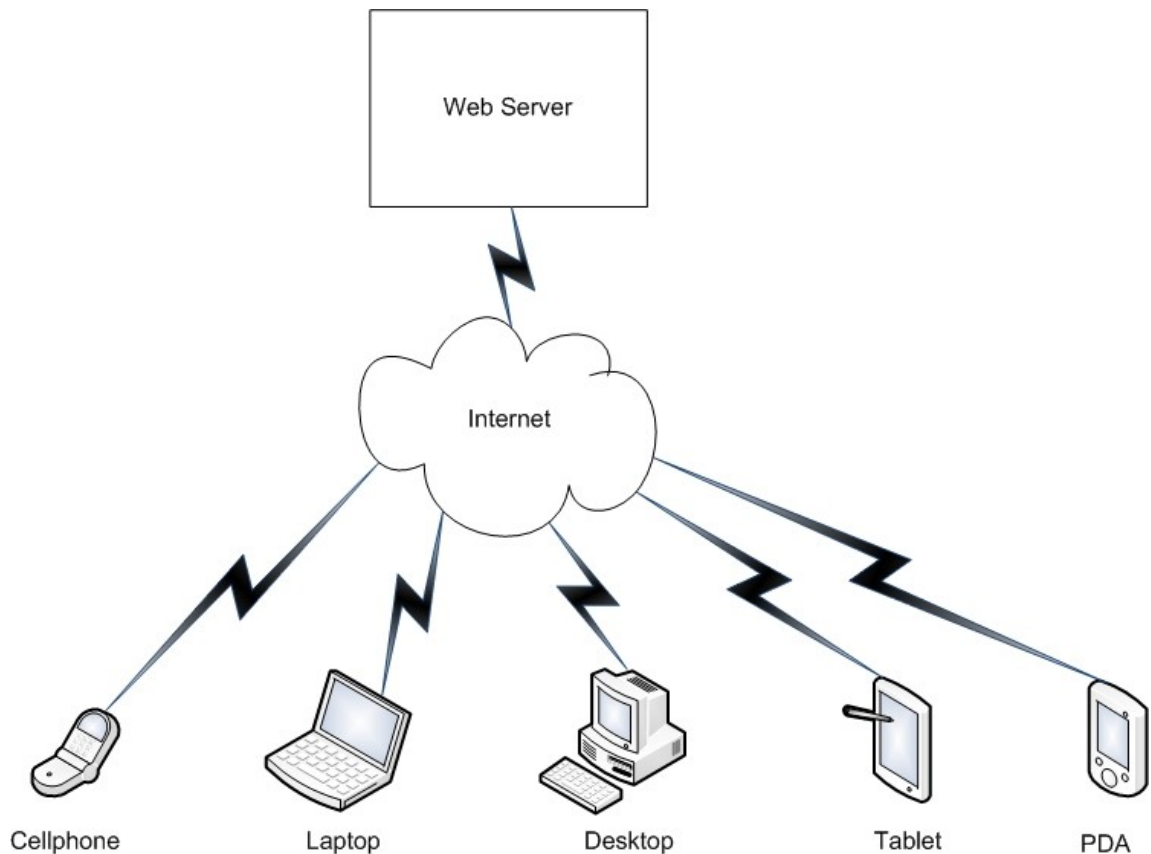 Web Server
Internet
Cellphone
Laptop
Desktop
Tablet
PDA